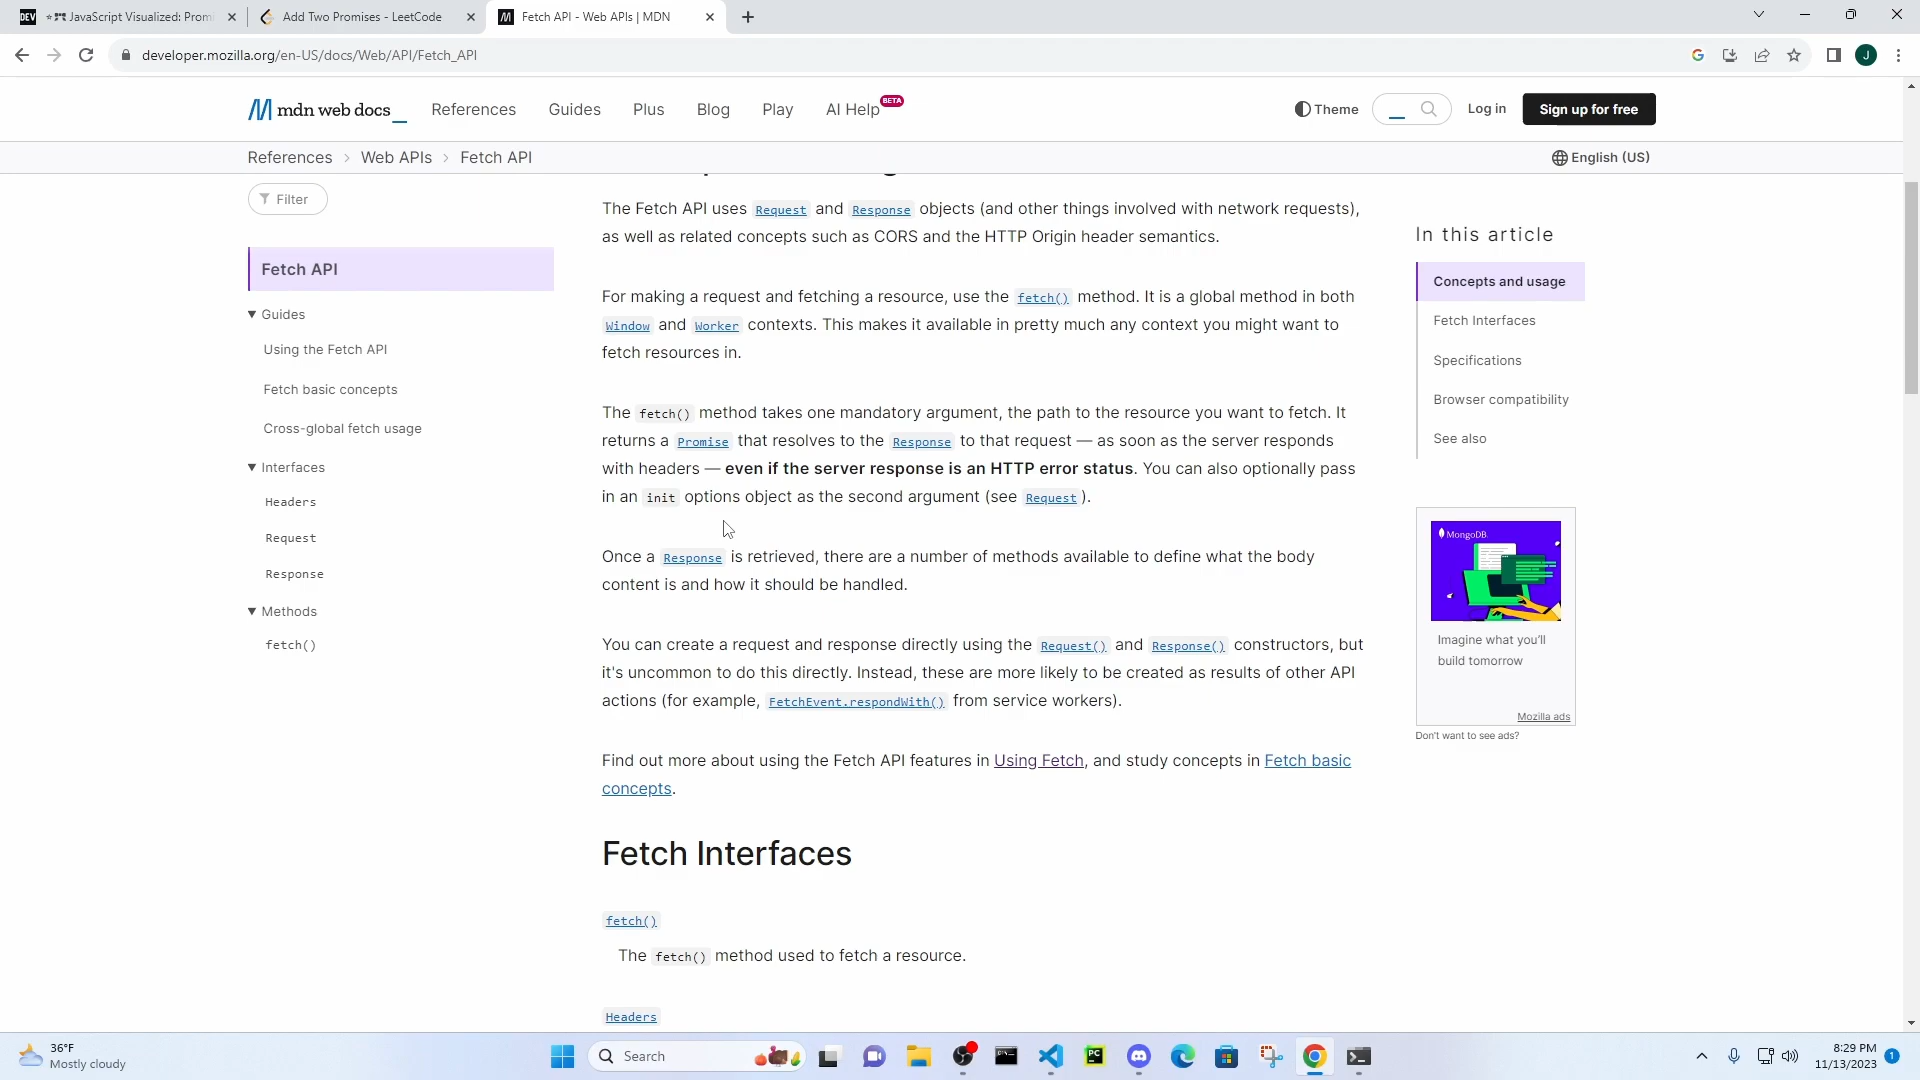 DEV
JavaScript Visualized: Promi
Add Two Promises - LeetCode
Fetch API - Web APIs | MDN
developer.mozilla.org/en-US/docs/Web/API/Fetch_API
J
mdn web docs_
References
Guides
Plus
Blog
Play
AI Help
BETA
Theme
Log in
Sign up for free
References > Web APIs > Fetch API
English (US)
Filter
Fetch API
Guides
Using the Fetch API
Fetch basic concepts
Cross-global fetch usage
Interfaces
Headers
Request
Response
Methods
fetch()
The Fetch API uses Request and Response objects (and other things involved with network requests),
as well as related concepts such as CORS and the HTTP Origin header semantics.
For making a request and fetching a resource, use the fetch() method. It is a global method in both
Window and Worker contexts. This makes it available in pretty much any context you might want to
fetch resources in.
The fetch() method takes one mandatory argument, the path to the resource you want to fetch. It
returns a Promise that resolves to the Response to that request — as soon as the server responds
with headers — even if the server response is an HTTP error status. You can also optionally pass
in an init options object as the second argument (see Request).
Once a Response is retrieved, there are a number of methods available to define what the body
content is and how it should be handled.
You can create a request and response directly using the Request() and Response() constructors, but
it's uncommon to do this directly. Instead, these are more likely to be created as results of other API
actions (for example, FetchEvent.respondWith() from service workers).
Find out more about using the Fetch API features in Using Fetch, and study concepts in Fetch basic
concepts.
Fetch Interfaces
fetch()
The fetch() method used to fetch a resource.
Headers
In this article
Concepts and usage
Fetch Interfaces
Specifications
Browser compatibility
See also
MongoDB
Imagine what you'll
build tomorrow
Mozilla ads
Don't want to see ads?
36°F
Mostly cloudy
Search
PC
8:29 PM
11/13/2023
1